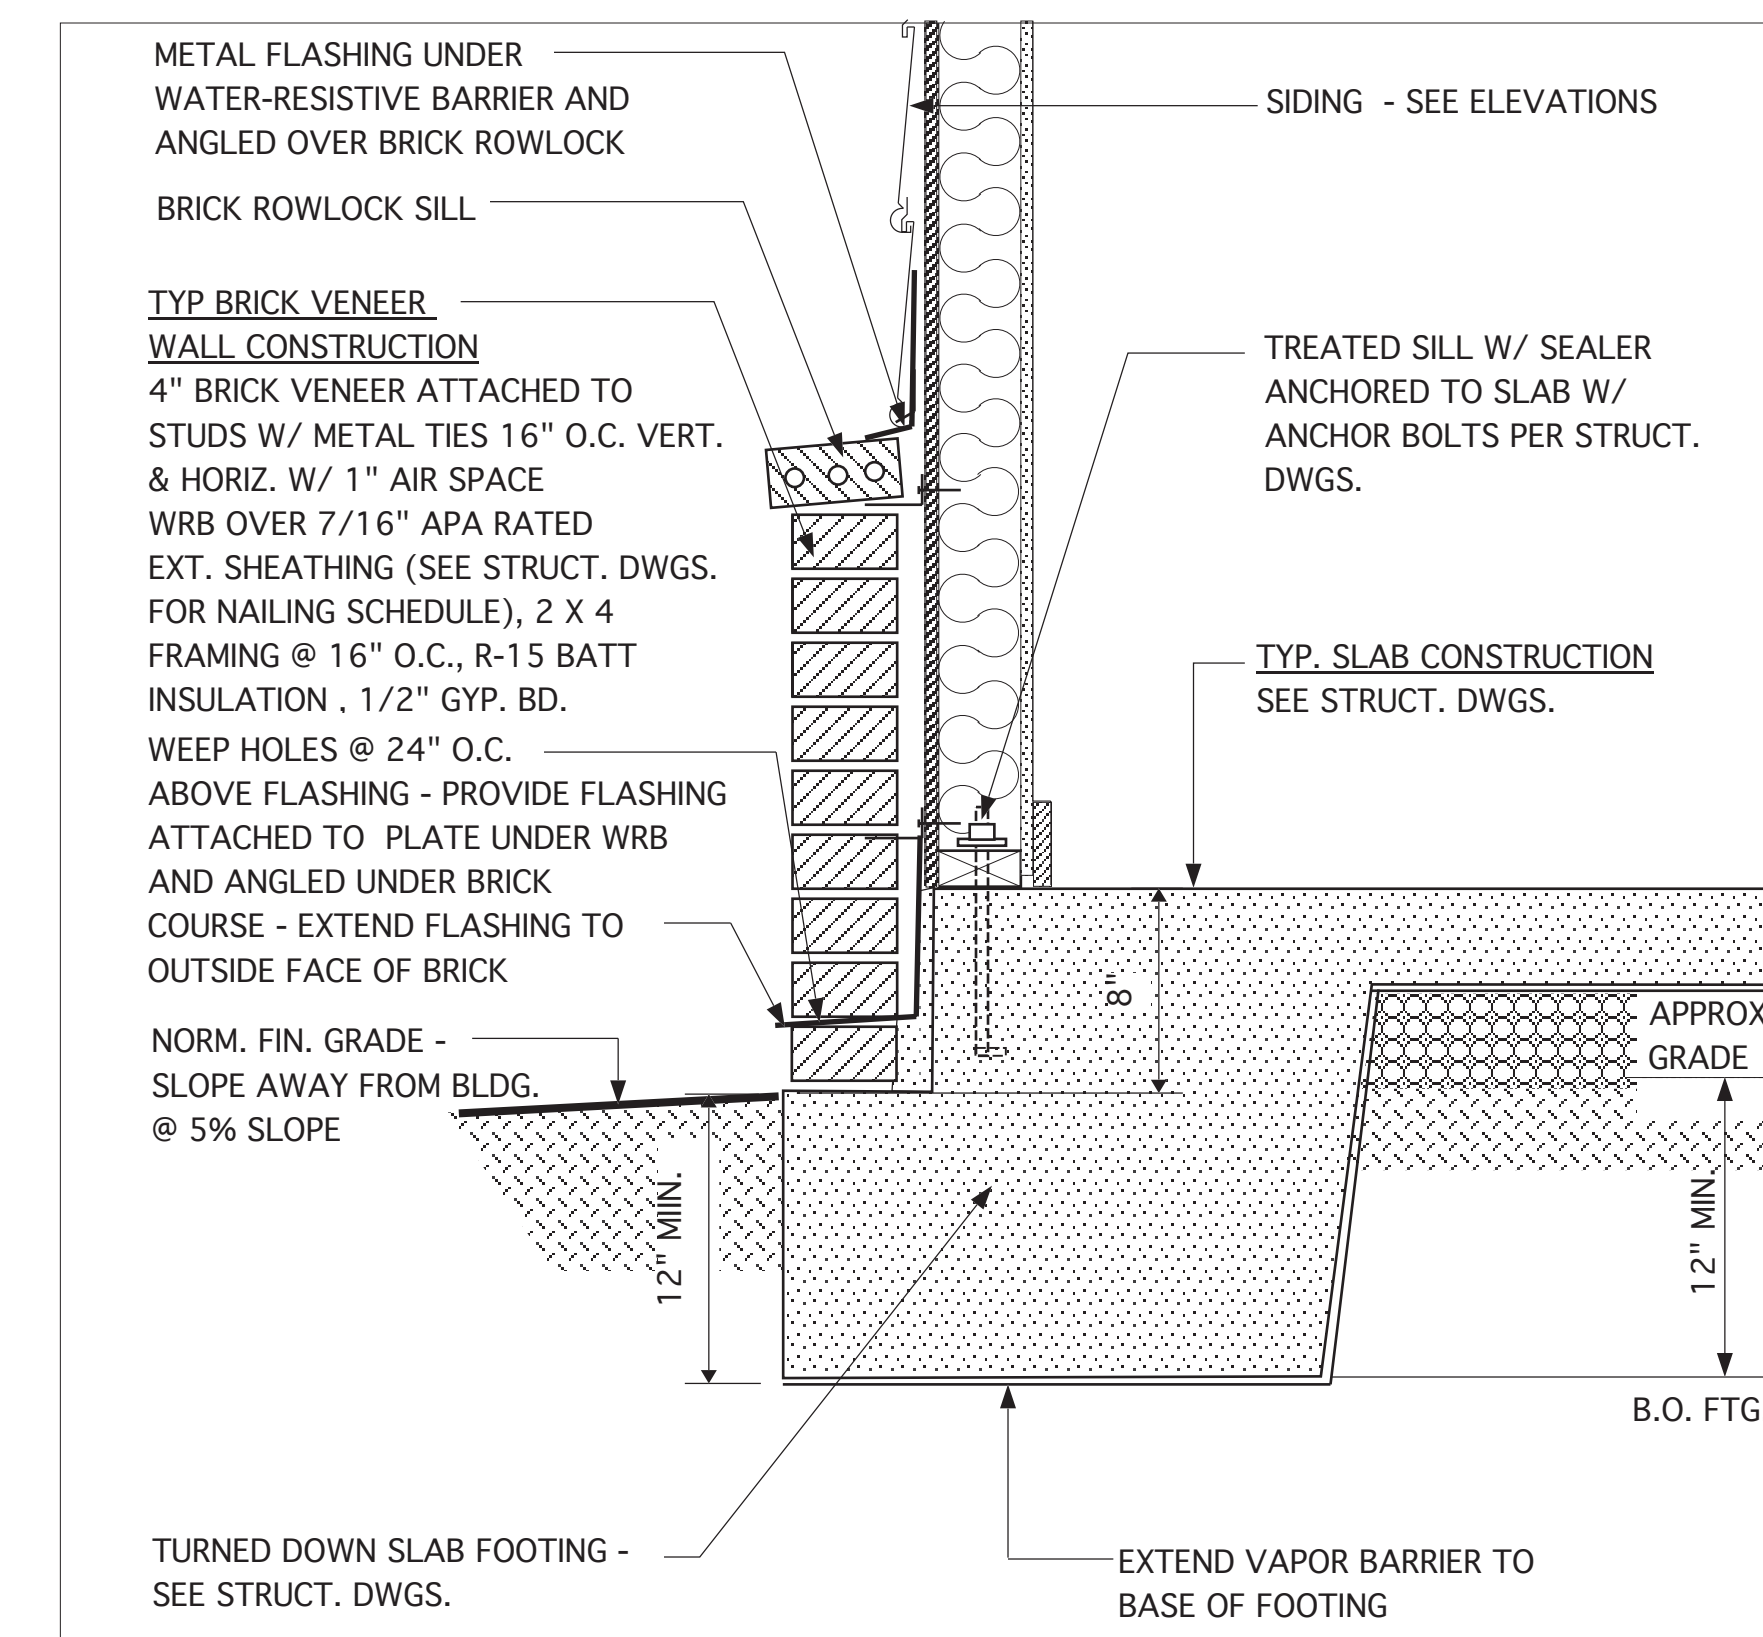 METAL FLASHING UNDER
WATER-RESISTIVE BARRIER AND
ANGLED OVER BRICK ROWLOCK
BRICK ROWLOCK SILL
TYP BRICK VENEER
WALL CONSTRUCTION
4" BRICK VENEER ATTACHED TO
STUDS W/ METAL TIES 16" O.C. VERT.
& HORIZ. W/ 1" AIR SPACE
WRB OVER 7/16" APA RATED
EXT. SHEATHING (SEE STRUCT. DWGS.
FOR NAILING SCHEDULE), 2 X 4
FRAMING @ 16" O.C., R-15 BATT
INSULATION , 1/2" GYP. BD.
WEEP HOLES @ 24" O.C.
ABOVE FLASHING - PROVIDE FLASHING
ATTACHED TO PLATE UNDER WRB
AND ANGLED UNDER BRICK
COURSE - EXTEND FLASHING TO
OUTSIDE FACE OF BRICK
NORM. FIN. GRADE -
SLOPE AWAY FROM BLDG.
@ 5% SLOPE
12" MIIN.
TURNED DOWN SLAB FOOTING -
SEE STRUCT. DWGS.
SIDING - SEE ELEVATIONS
TREATED SILL W/ SEALER
ANCHORED TO SLAB W/
ANCHOR BOLTS PER STRUCT.
DWGS.
TYP. SLAB CONSTRUCTION
SEE STRUCT. DWGS.
8"
APPROX
GRADE
12" MIN.
B.O. FTG
EXTEND VAPOR BARRIER TO
BASE OF FOOTING